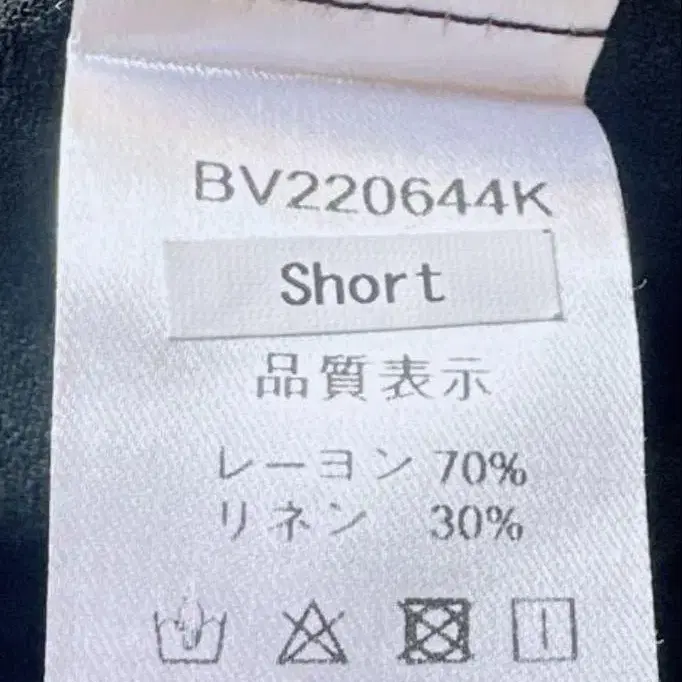 BV220644K
Short
品質表示
レーヨン 70%
リネン 30%